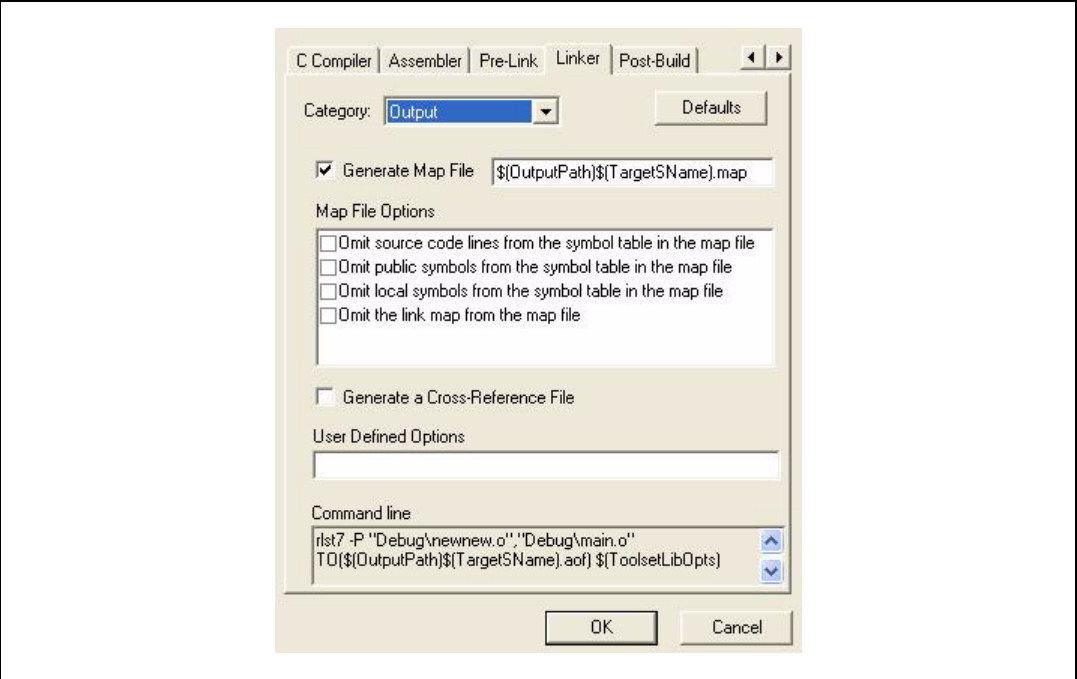 C Compiler Assembler Pre-Link Linker Post-Build
Category: Output Defaults
Generate Map File $(OutputPath)$(TargetSName).map
Map File Options
Omit source code lines from the symbol table in the map file
Omit public symbols from the symbol table in the map file
Omit local symbols from the symbol table in the map file
Omit the link map from the map file
Generate a Cross-Reference File
User Defined Options
Command line
rlst7 -P "Debug\newnew.o","Debug\main.o"
TO($(OutputPath)$(TargetSName).aof) $(ToolsetLibOpts)
OK Cancel